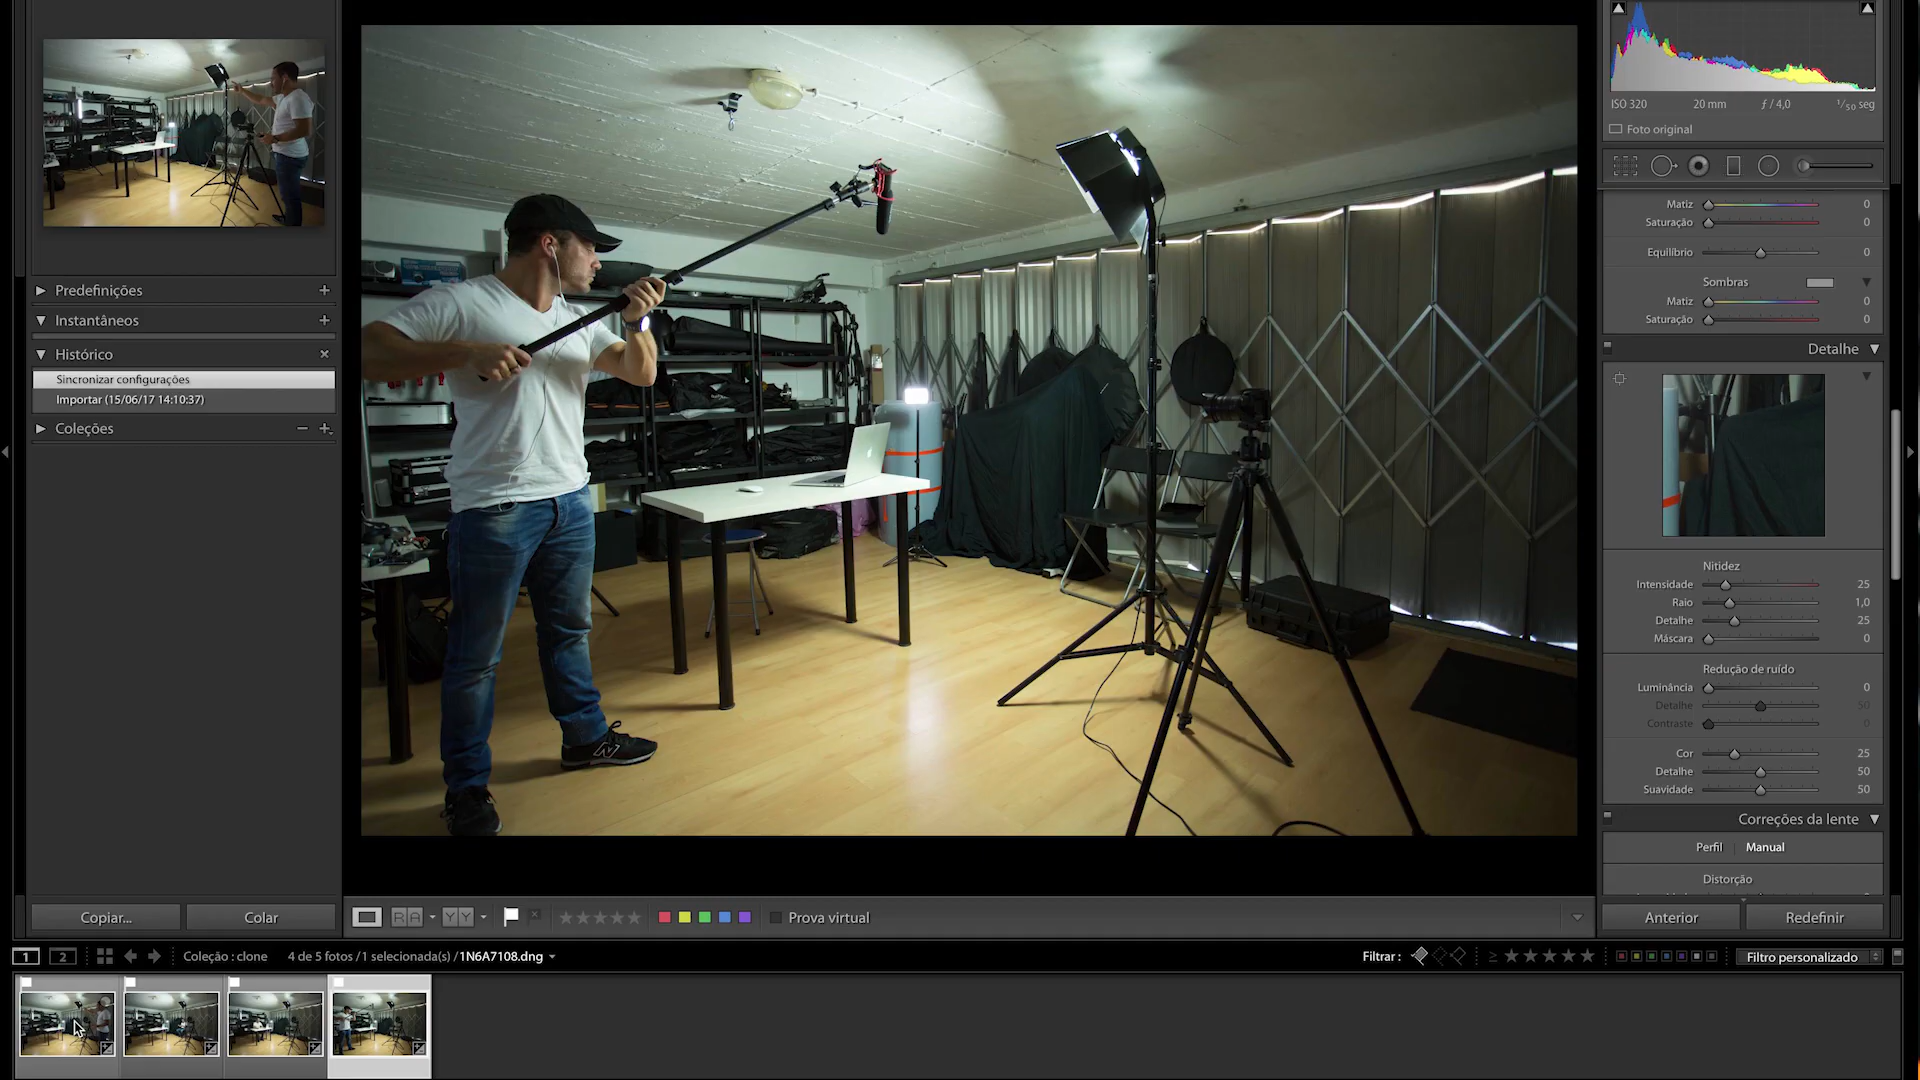 ISO 320 20 mm ƒ / 4,0 1/50 seg
Foto original
Matiz 0
Saturação 0
Equilíbrio 0
Sombras
Matiz 0
Saturação 0
Detalhe
Nitidez
Intensidade 25
Raio 1,0
Detalhe 25
Máscara 0
Redução de ruído
Luminância 0
Detalhe 50
Contraste 0
Cor 25
Detalhe 50
Suavidade 50
Correções da lente
Perfil Manual
Distorção
Anterior Redefinir
Predefinições
Instantâneos
Histórico
Sincronizar configurações
Importar (15/06/17 14:10:37)
Coleções
Copiar... Colar
R A Y Y Prova virtual
1 2 Coleção : clone 4 de 5 fotos /1 selecionada(s) /1N6A7108.dng Filtrar : ≥ Filtro personalizado